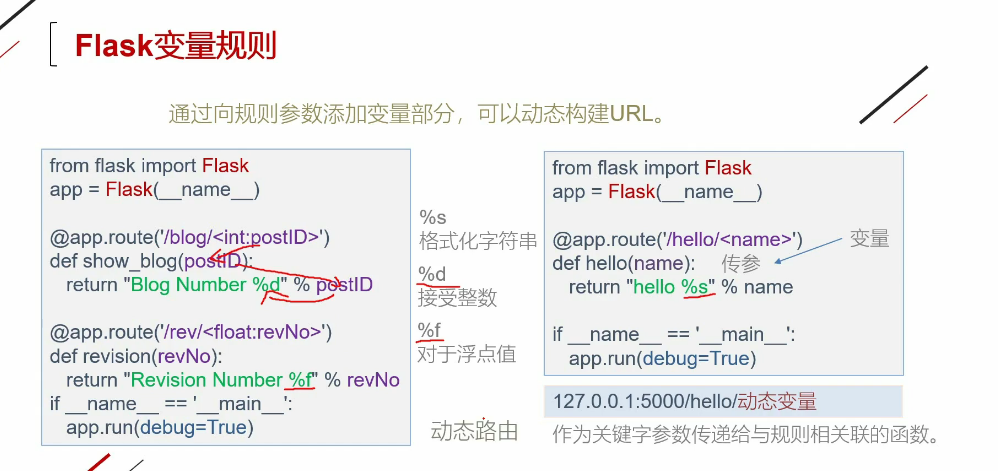 Flask变量规则
通过向规则参数添加变量部分，可以动态构建URL。
from flask import Flask
app = Flask(__name__)
@app.route('/blog/<int:postID>')
def show_blog(postID):
return "Blog Number %d" % postID
@app.route('/rev/<float:revNo>')
def revision(revNo):
return "Revision Number %f" % revNo
if __name__ == '__main__':
app.run(debug=True)
%s
格式化字符串
%d
接受整数
%f
对于浮点值
动态路由
from flask import Flask
app = Flask(__name__)
@app.route('/hello/<name>')
变量
def hello(name):
传参
return "hello %s" % name
if __name__ == '__main__':
app.run(debug=True)
127.0.0.1:5000/hello/动态变量
作为关键字参数传递给与规则相关联的函数。